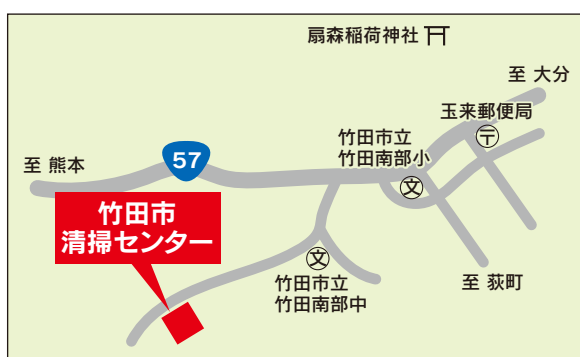 扇森稲荷神社
至 大分
玉来郵便局
〒
竹田市立
竹田南部小
文
57
至 熊本
竹田市
清掃センター
文
竹田市立
竹田南部中
至 荻町